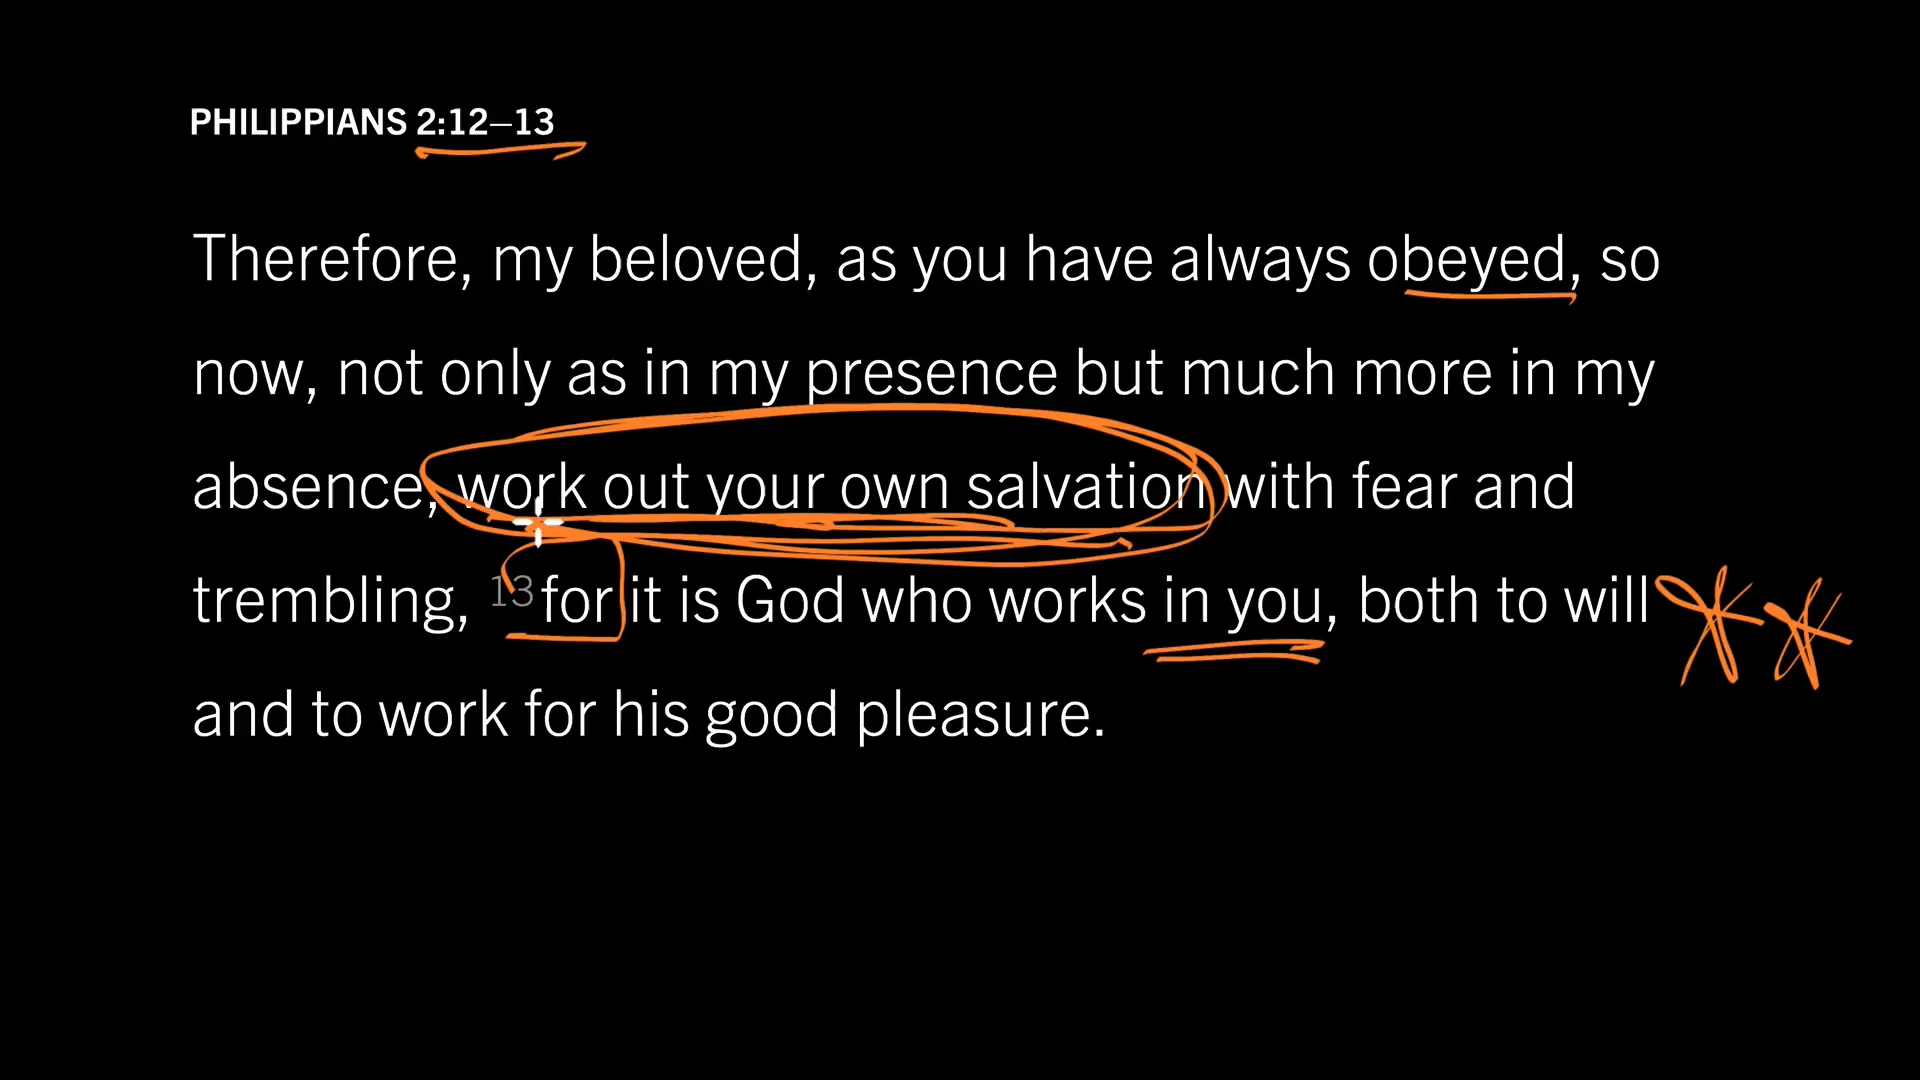 PHILIPPIANS 2:12–13
Therefore, my beloved, as you have always obeyed, so
now, not only as in my presence but much more in my
absence, work out your own salvation with fear and
trembling, 13 for it is God who works in you, both to will
and to work for his good pleasure.